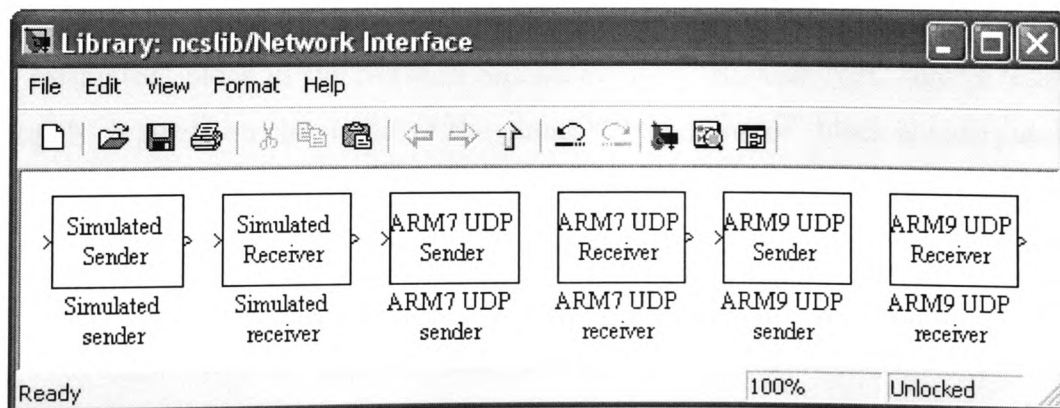 Library: ncslib/Network Interface
File Edit View Format Help
Simulated Sender
Simulated Receiver
ARM7 UDP Sender
ARM7 UDP Receiver
ARM9 UDP Sender
ARM9 UDP Receiver
Simulated sender
Simulated receiver
ARM7 UDP sender
ARM7 UDP receiver
ARM9 UDP sender
ARM9 UDP receiver
Ready 100% Unlocked